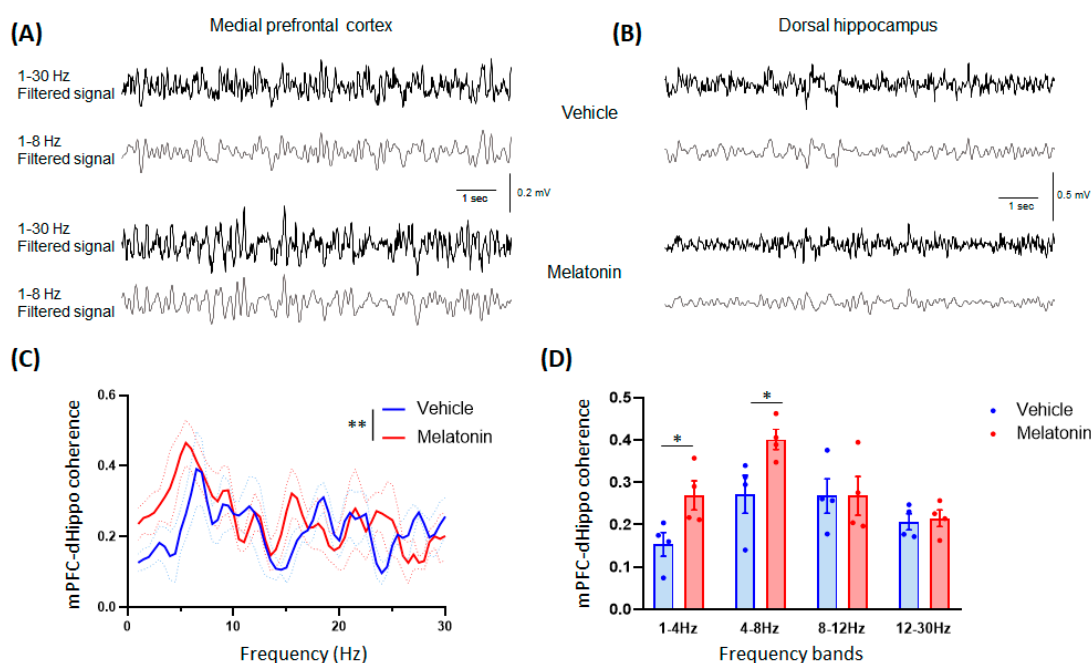 (A)
Medial prefrontal cortex
1-30 Hz
Filtered signal
1-8 Hz
Filtered signal
1 sec
0.2 mV
1-30 Hz
Filtered signal
1-8 Hz
Filtered signal
Vehicle
Melatonin
(B)
Dorsal hippocampus
1 sec
0.5 mV
(C)
mPFC-dHippo coherence
0.6
0.4
0.2
0.0
**
Vehicle
Melatonin
0
10
20
30
Frequency (Hz)
(D)
mPFC-dHippo coherence
0.5
0.4
0.3
0.2
0.1
0.0
*
*
Vehicle
Melatonin
1-4Hz
4-8Hz
8-12Hz
12-30Hz
Frequency bands